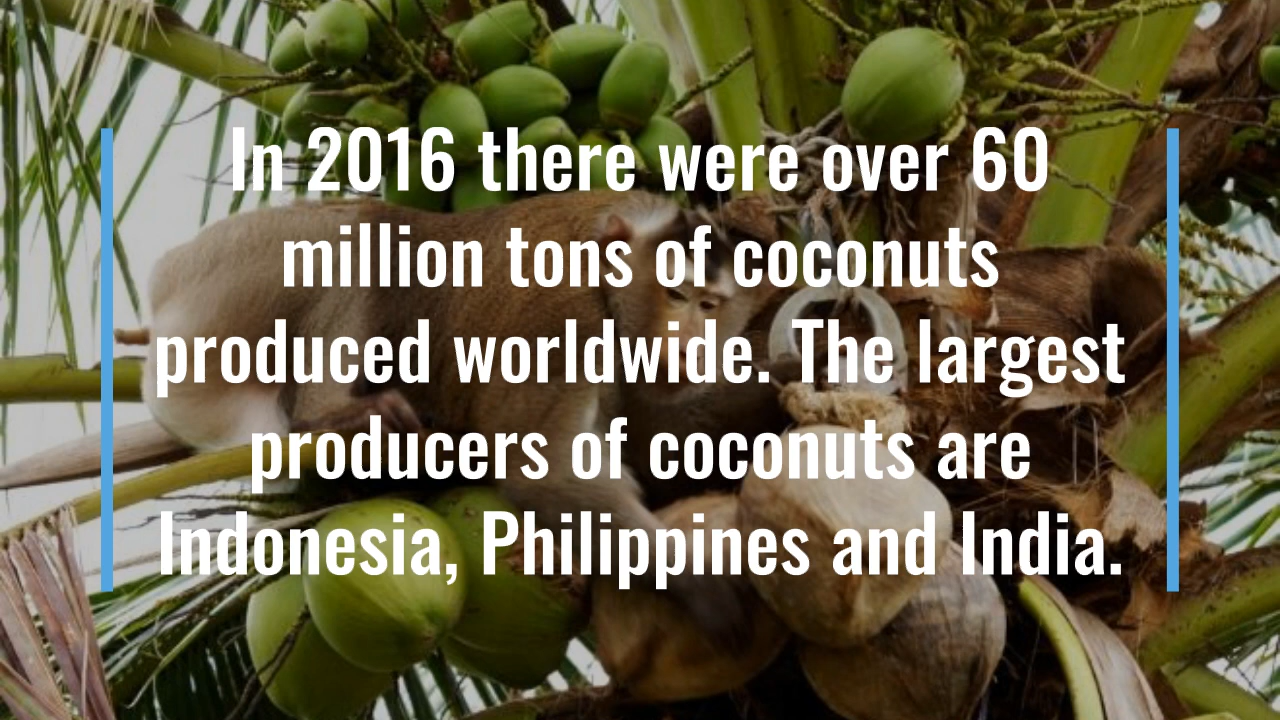 In 2016 there were over 60
million tons of coconuts
produced worldwide. The largest
producers of coconuts are
Indonesia, Philippines and India.